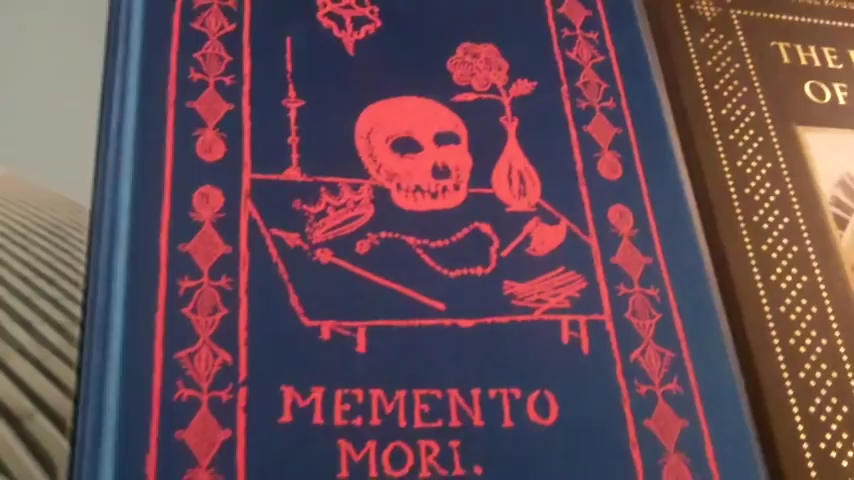 MEMENTO
MORI.
THE
OF